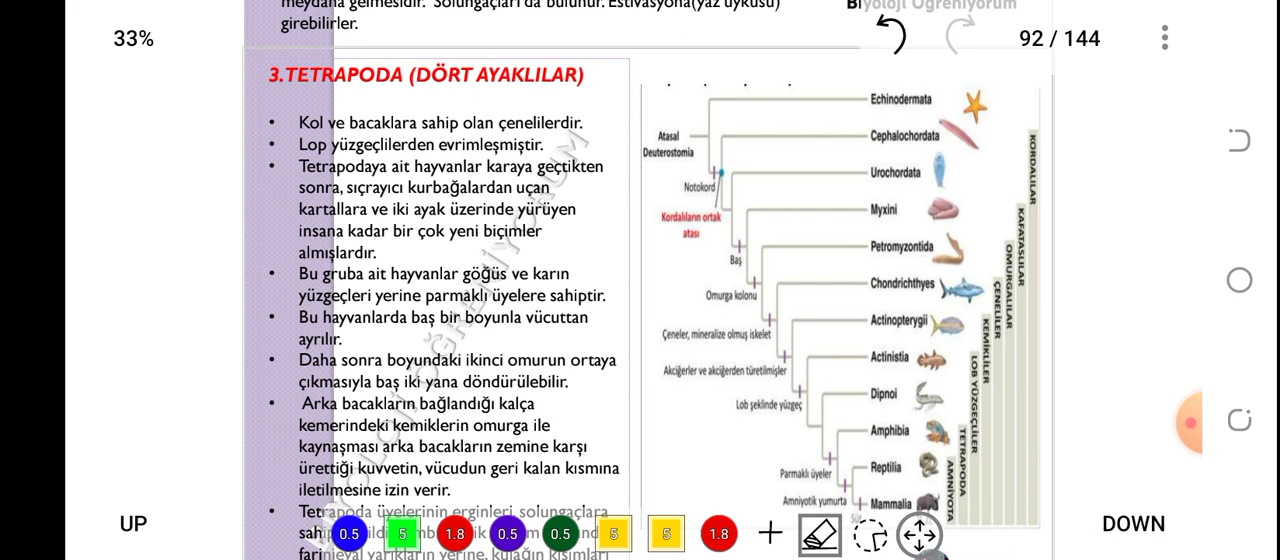 meydana gelmesidir. Solungaçları da bulunur. Estivasyona(yaz uykusu)
girebilirler.
Biyoloji Öğreniyorum
33%
92 / 144
3.TETRAPODA (DÖRT AYAKLILAR)
• Kol ve bacaklara sahip olan çenelilerdir.
• Lop yüzgeçlilerden evrimleşmiştir.
• Tetrapodaya ait hayvanlar karaya geçtikten
sonra, sıçrayıcı kurbağalardan uçan
kartallara ve iki ayak üzerinde yürüyen
insana kadar bir çok yeni biçimler
almışlardır.
• Bu gruba ait hayvanlar göğüs ve karın
yüzgeçleri yerine parmaklı üyelere sahiptir.
• Bu hayvanlarda baş bir boyunla vücuttan
ayrılır.
• Daha sonra boyundaki ikinci omurun ortaya
çıkmasıyla baş iki yana döndürülebilir.
• Arka bacakların bağlandığı kalça
kemerindeki kemiklerin omurga ile
kaynaşması arka bacakların zemine karşı
ürettiği kuvvetin, vücudun geri kalan kısmına
iletilmesine izin verir.
• Tetrapoda üyelerinin erginleri solungaçlara
yarıkların yerine, kulağın kısımları
BİYOLOJİ ÖĞRENİYORUM
Atasal
Deuterostomia
Notokord
Kordalıların ortak
atası
Baş
Omurga kolonu
Çeneler, mineralize olmuş iskelet
Akciğerler ve akciğerden türetilmişler
Lob şeklinde yüzgeç
Parmaklı üyeler
Amniyotik yumurta
Echinodermata
Cephalochordata
Urochordata
Myxini
Petromyzontida
Chondrichthyes
Actinopterygii
Actinistia
Dipnoi
Amphibia
Reptilia
Mammalia
KORDALILAR
KAFATASLILAR
OMURGALILAR
ÇENELİLER
KEMİKLİLER
LOB YÜZGEÇLİLER
TETRAPODA
AMNİYOTA
UP
0.5
5
1.8
0.5
0.5
5
5
1.8
DOWN